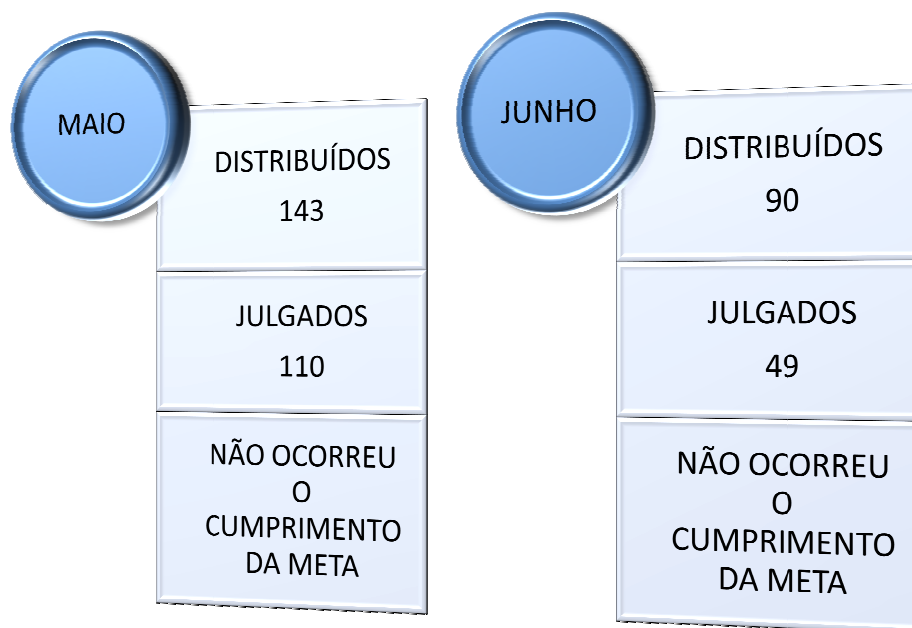 MAIO
DISTRIBUÍDOS
143
JULGADOS
110
NÃO OCORREU
O
CUMPRIMENTO
DA META
JUNHO
DISTRIBUÍDOS
90
JULGADOS
49
NÃO OCORREU
O
CUMPRIMENTO
DA META